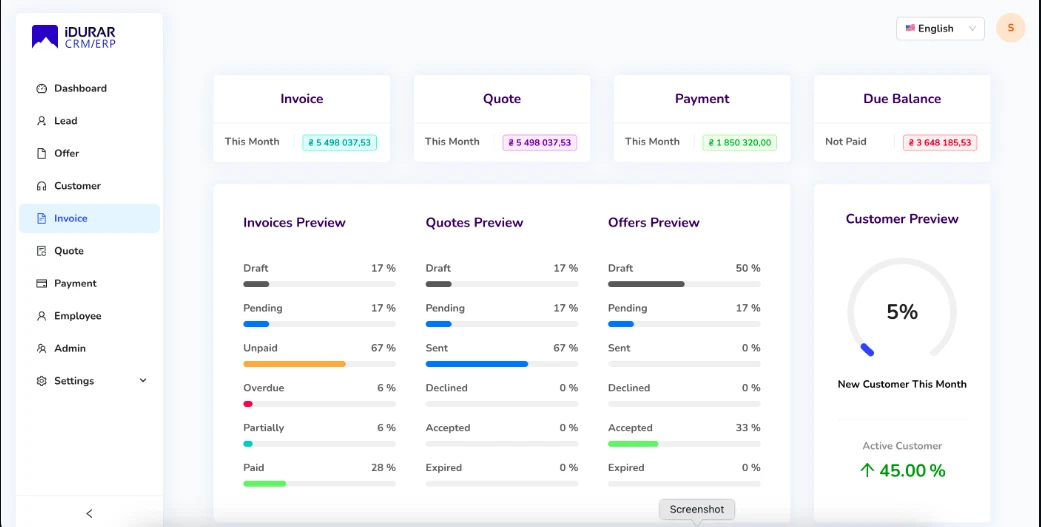 iDURAR
CRM/ERP
Dashboard
Lead
Offer
Customer
Invoice
Quote
Payment
Employee
Admin
Settings
English
S
Invoice
This Month ₴ 5 498 037,53
Quote
This Month ₴ 5 498 037,53
Payment
This Month ₴ 1 850 320,00
Due Balance
Not Paid ₴ 3 648 185,53
Invoices Preview
Draft 17 %
Pending 17 %
Unpaid 67 %
Overdue 6 %
Partially 6 %
Paid 28 %
Quotes Preview
Draft 17 %
Pending 17 %
Sent 67 %
Declined 0 %
Accepted 0 %
Expired 0 %
Offers Preview
Draft 50 %
Pending 17 %
Sent 0 %
Declined 0 %
Accepted 33 %
Expired 0 %
Customer Preview
5%
New Customer This Month
Active Customer
45.00 %
Screenshot